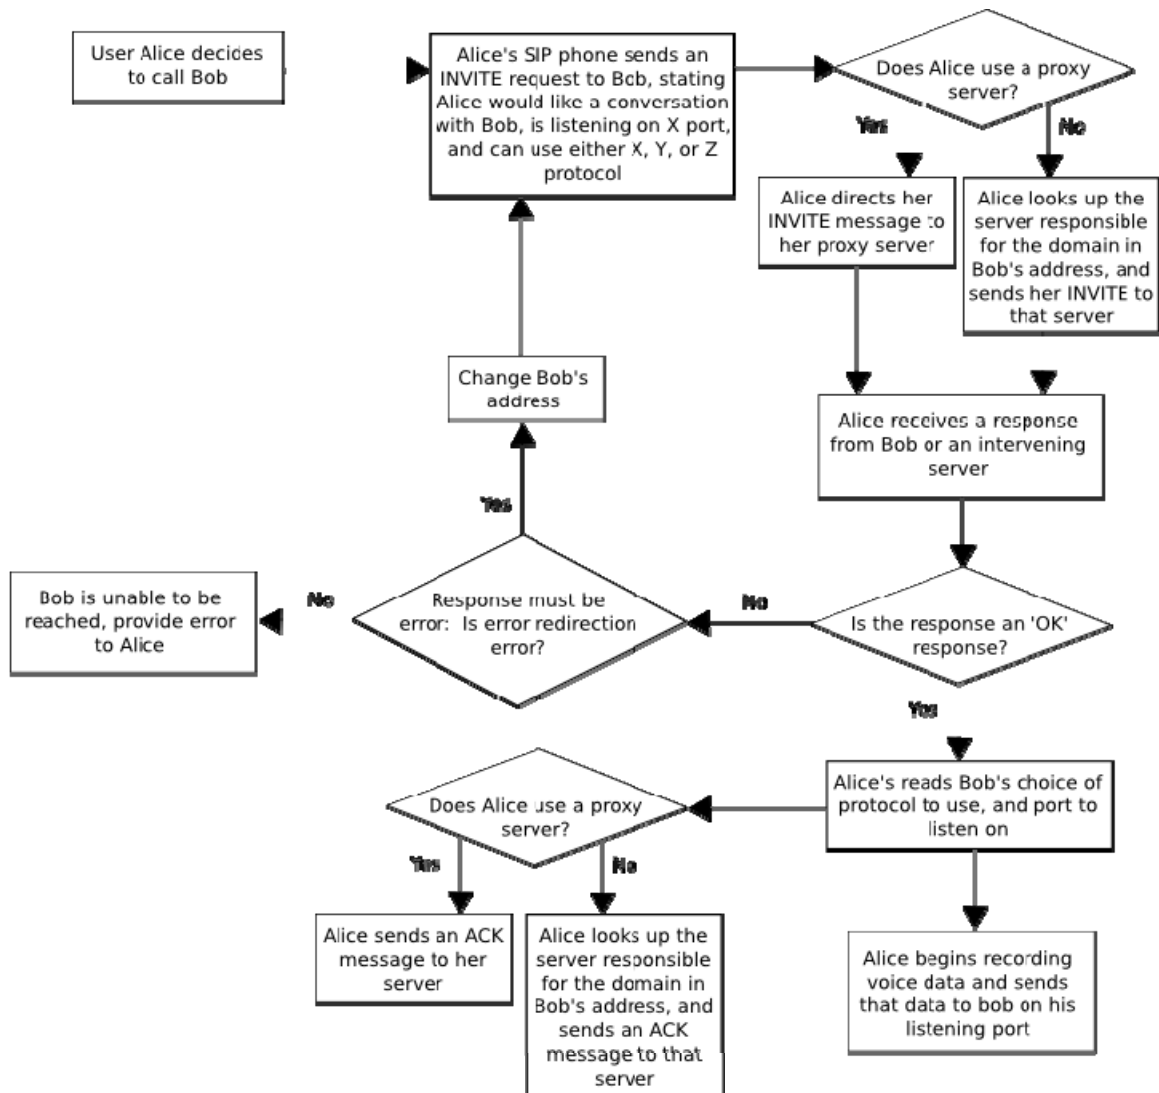 User Alice decides
to call Bob
Alice's SIP phone sends an
INVITE request to Bob, stating
Alice would like a conversation
with Bob, is listening on X port,
and can use either X, Y, or Z
protocol
Does Alice use a proxy
server?
Yes
No
Alice directs her
INVITE message to
her proxy server
Alice looks up the
server responsible
for the domain in
Bob's address, and
sends her INVITE to
that server
Change Bob's
address
Alice receives a response
from Bob or an intervening
server
Yes
Bob is unable to be
reached, provide error
to Alice
No
Response must be
error: Is error redirection
error?
No
Is the response an 'OK'
response?
Yes
Does Alice use a proxy
server?
Alice's reads Bob's choice of
protocol to use, and port to
listen on
Yes
No
Alice sends an ACK
message to her
server
Alice looks up the
server responsible
for the domain in
Bob's address, and
sends an ACK
message to that
server
Alice begins recording
voice data and sends
that data to bob on his
listening port